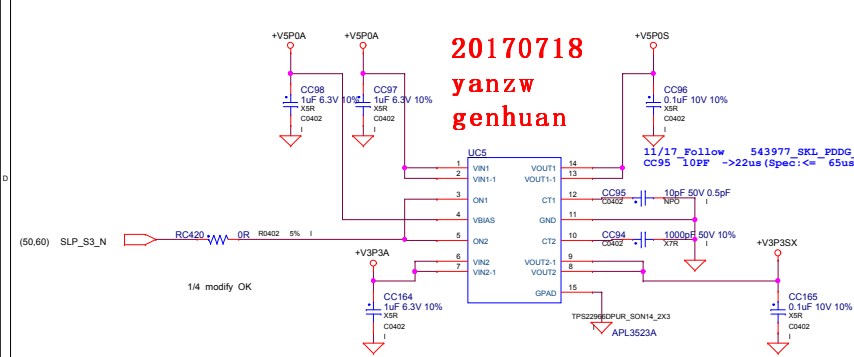 20170718
yanzw
genhuan
+V5P0A
+V5P0A
+V5P0S
CC98
1uF 6.3V 10%
X5R
C0402
I
CC97
1uF 6.3V 10%
X5R
C0402
I
CC96
0.1uF 10V 10%
X5R
C0402
I
11/17_Follow 543977_SKL_PDDG_
CC95 10PF ->22us(Spec:<= 65us
UC5
1 VIN1 VOUT1 14
2 VIN1-1 VOUT1-1 13
3 ON1 CT1 12
4 VBIAS GND 11
5 ON2 CT2 10
6 VIN2 VOUT2-1 9
7 VIN2-1 VOUT2 8
GPAD 15
CC95 10pF 50V 0.5pF
C0402 NPO I
CC94 1000pF 50V 10%
C0402 X7R I
D
(50,60) SLP_S3_N
RC420 0R R0402 5% I
1/4 modify OK
+V3P3A
CC164
1uF 6.3V 10%
X5R
C0402
I
+V3P3SX
CC165
0.1uF 10V 10%
X5R
C0402
I
TPS22966DPUR_SON14_2X3
APL3523A